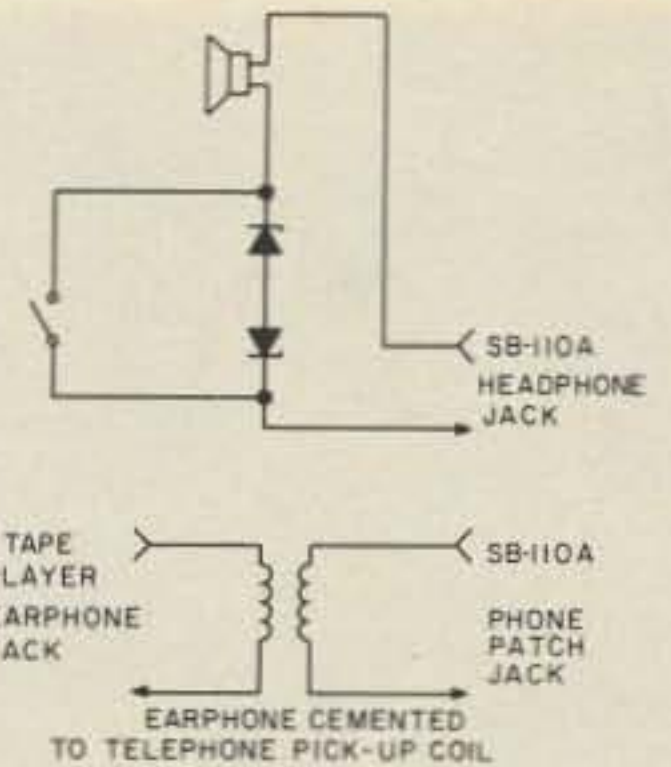 SB-110A
HEADPHONE
JACK
TAPE
LAYER
ARPHONE
ACK
SB-110A
PHONE
PATCH
JACK
EARPHONE CEMENTED
TO TELEPHONE PICK-UP COIL